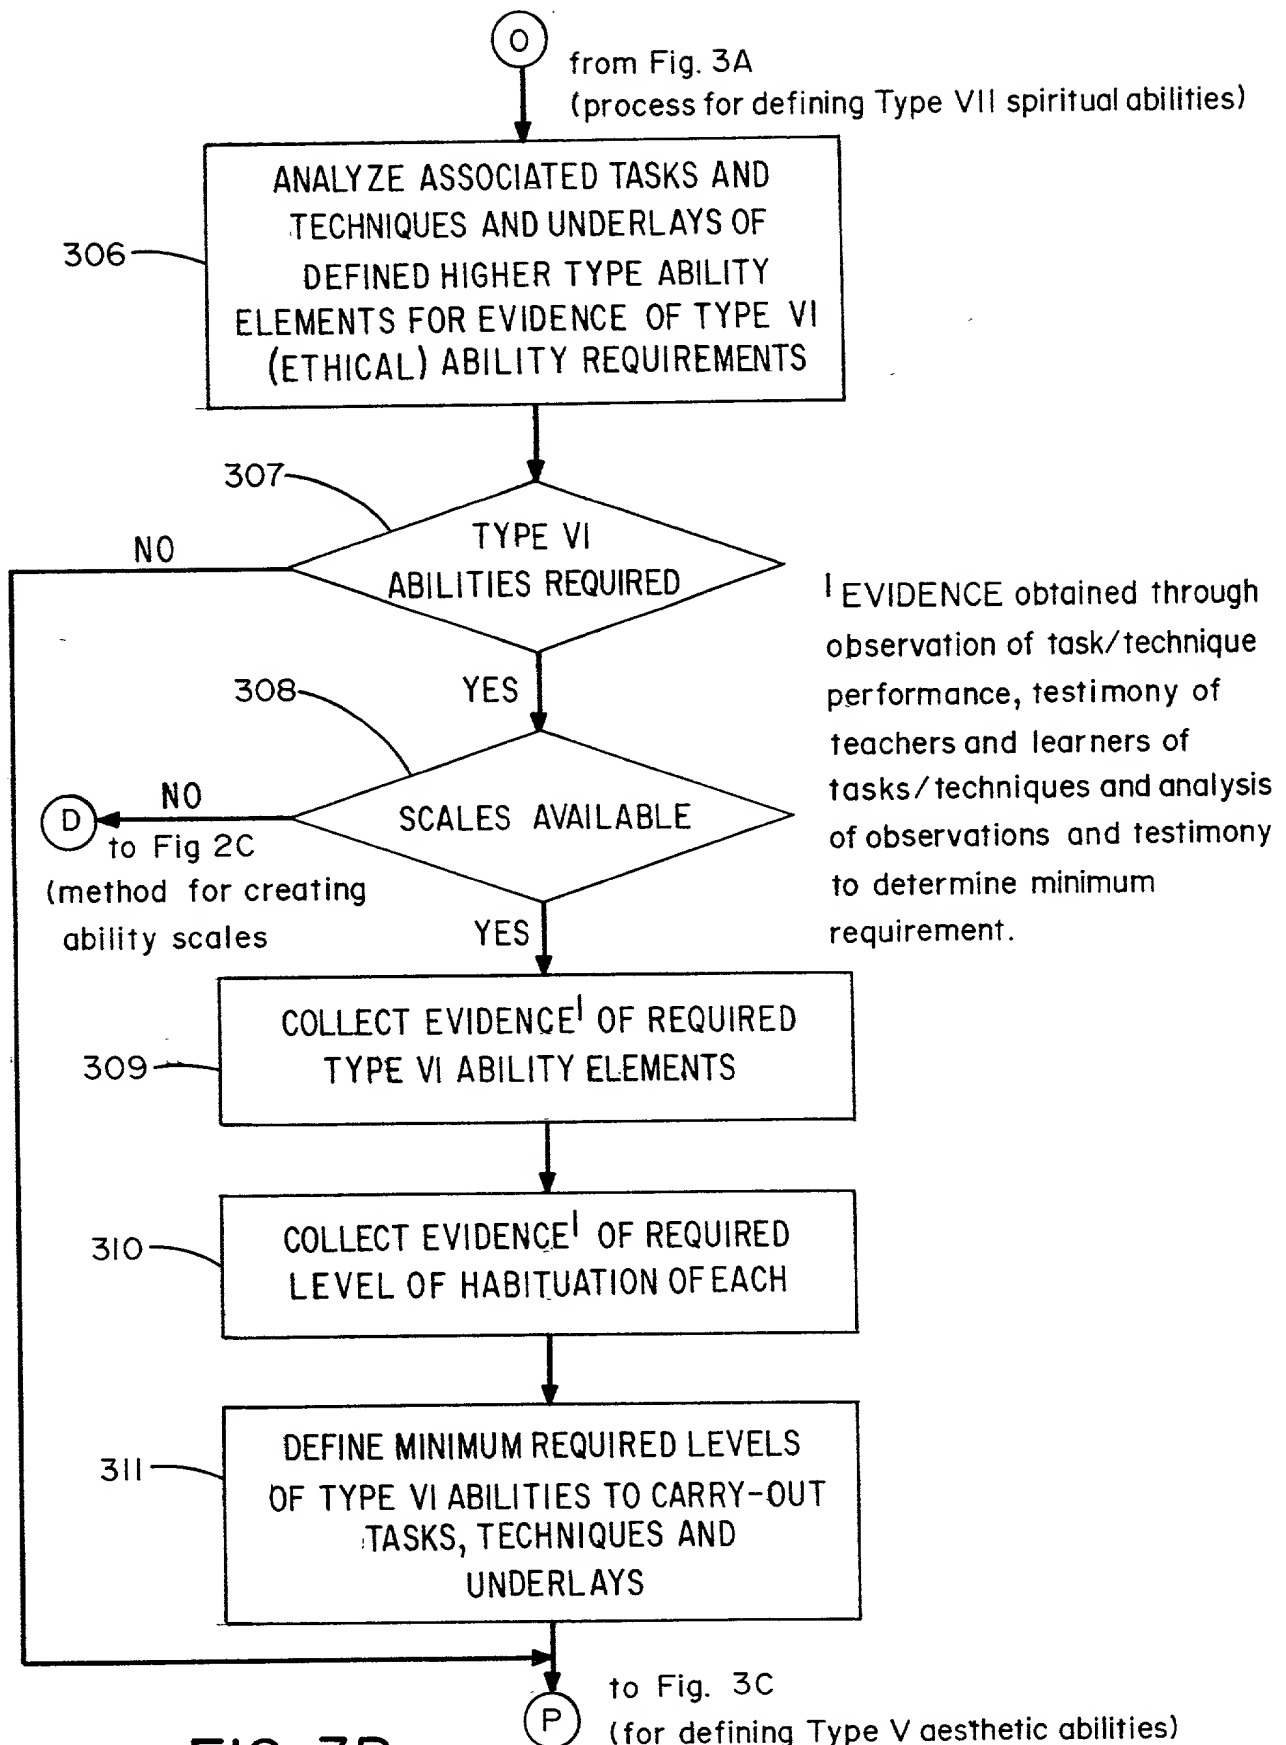 O
from Fig. 3A
(process for defining Type VII spiritual abilities)
ANALYZE ASSOCIATED TASKS AND
TECHNIQUES AND UNDERLAYS OF
DEFINED HIGHER TYPE ABILITY
ELEMENTS FOR EVIDENCE OF TYPE VI
(ETHICAL) ABILITY REQUIREMENTS
306
307
TYPE VI
ABILITIES REQUIRED
NO
YES
308
SCALES AVAILABLE
NO
D
to Fig 2C
(method for creating
ability scales
YES
1 EVIDENCE obtained through
observation of task/technique
performance, testimony of
teachers and learners of
tasks/techniques and analysis
of observations and testimony
to determine minimum
requirement.
COLLECT EVIDENCE1 OF REQUIRED
TYPE VI ABILITY ELEMENTS
309
COLLECT EVIDENCE1 OF REQUIRED
LEVEL OF HABITUATION OF EACH
310
DEFINE MINIMUM REQUIRED LEVELS
OF TYPE VI ABILITIES TO CARRY-OUT
TASKS, TECHNIQUES AND
UNDERLAYS
311
P
to Fig. 3C
(for defining Type V aesthetic abilities)